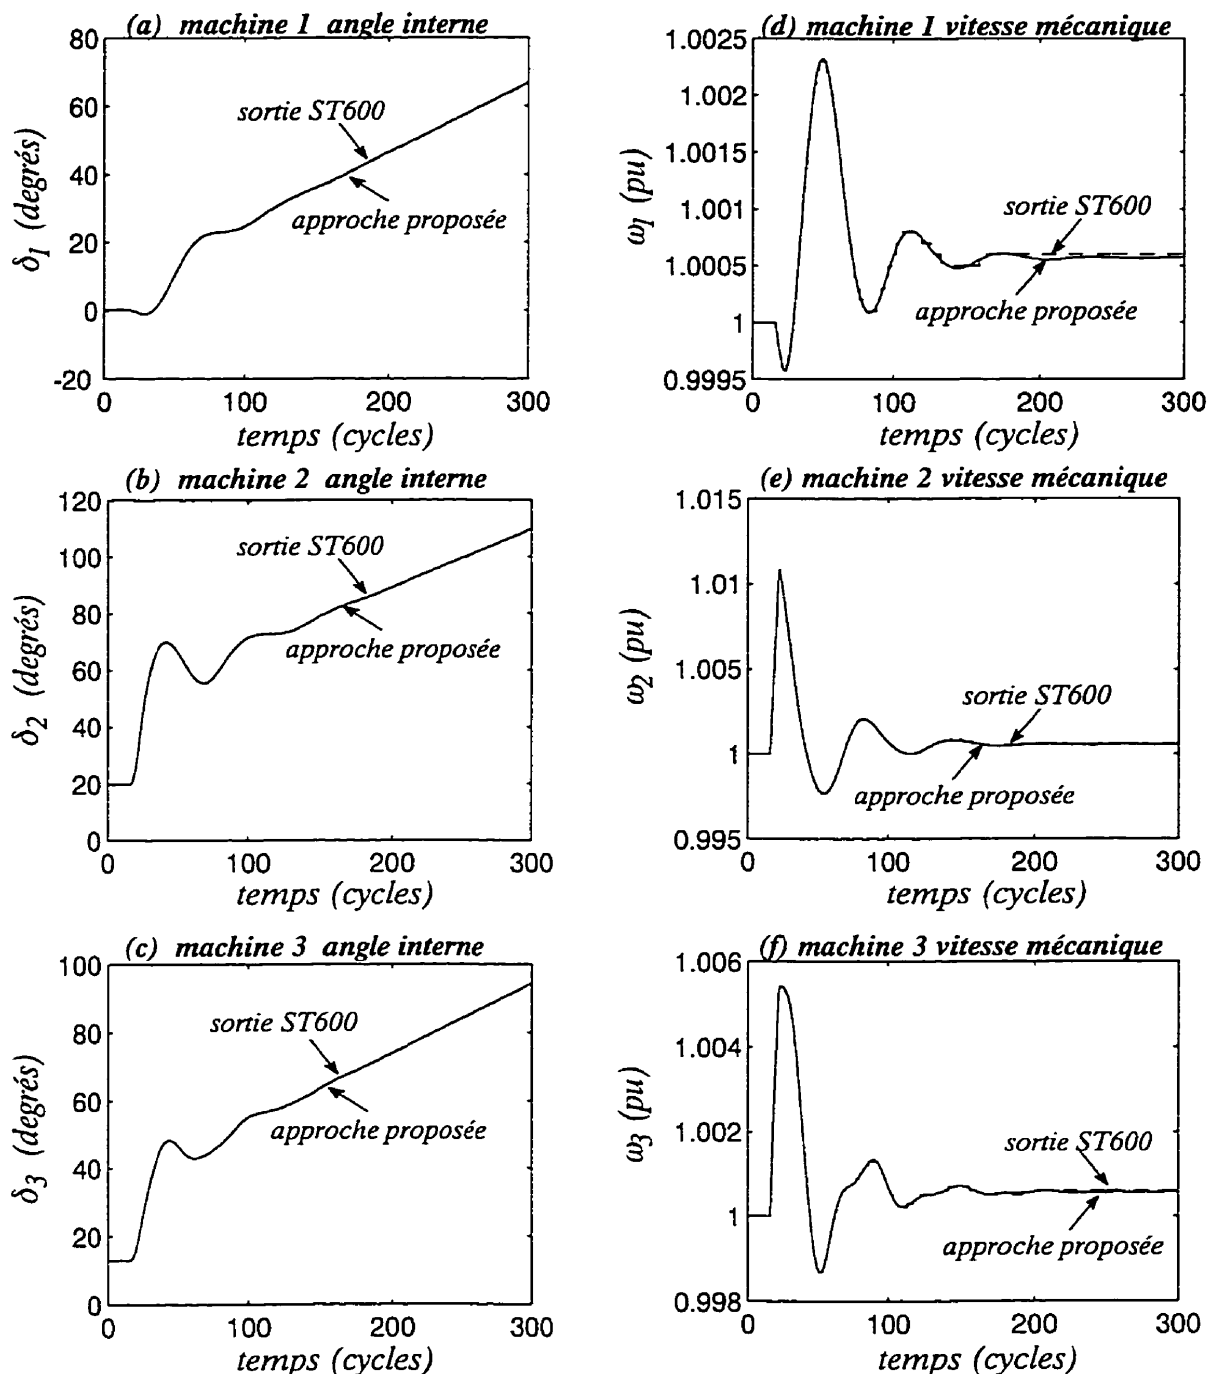 (a) machine 1 angle interne
80
60
40
20
0
-20
δ1 (degrés)
sortie ST600
approche proposée
0 100 200 300
temps (cycles)
(d) machine 1 vitesse mécanique
1.0025
1.002
1.0015
1.001
1.0005
1
0.9995
ω1 (pu)
sortie ST600
approche proposée
0 100 200 300
temps (cycles)
(b) machine 2 angle interne
120
100
80
60
40
20
0
δ2 (degrés)
sortie ST600
approche proposée
0 100 200 300
temps (cycles)
(e) machine 2 vitesse mécanique
1.015
1.01
1.005
1
0.995
ω2 (pu)
sortie ST600
approche proposée
0 100 200 300
temps (cycles)
(c) machine 3 angle interne
100
80
60
40
20
0
δ3 (degrés)
sortie ST600
approche proposée
0 100 200 300
temps (cycles)
(f) machine 3 vitesse mécanique
1.006
1.004
1.002
1
0.998
ω3 (pu)
sortie ST600
approche proposée
0 100 200 300
temps (cycles)